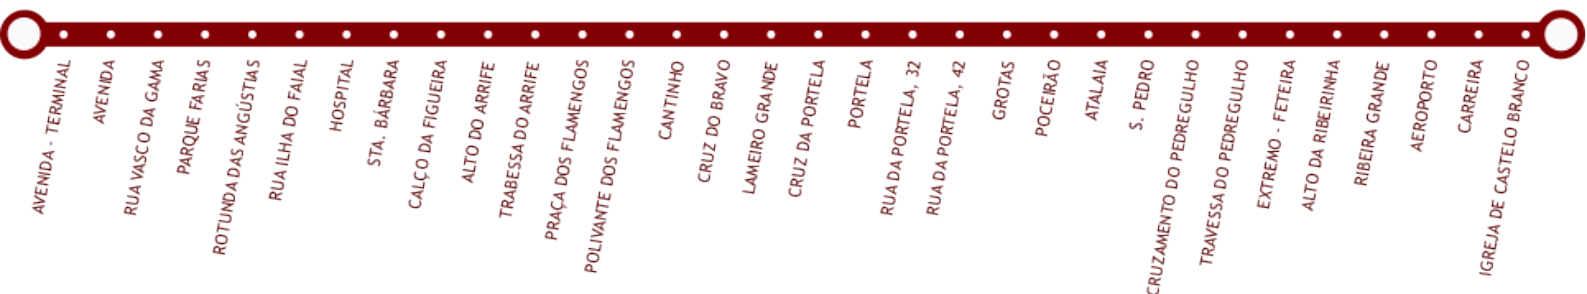 AVENIDA - TERMINAL
AVENIDA
RUA VASCO DA GAMA
PARQUE FARIAS
ROTUNDA DAS ANGÚSTIAS
RUA ILHA DO FAIAL
HOSPITAL
STA. BÁRBARA
CALÇO DA FIGUEIRA
ALTO DO ARRIFE
TRABESSA DO ARRIFE
PRAÇA DOS FLAMENGOS
POLIVANTE DOS FLAMENGOS
CANTINHO
CRUZ DO BRAVO
LAMEIRO GRANDE
CRUZ DA PORTELA
PORTELA
RUA DA PORTELA, 32
RUA DA PORTELA, 42
GROTAS
POCEIRÃO
ATALAIA
S. PEDRO
CRUZAMENTO DO PEDREGULHO
TRAVESSA DO PEDREGULHO
EXTREMO - FETEIRA
ALTO DA RIBEIRINHA
RIBEIRA GRANDE
AEROPORTO
CARREIRA
IGREJA DE CASTELO BRANCO